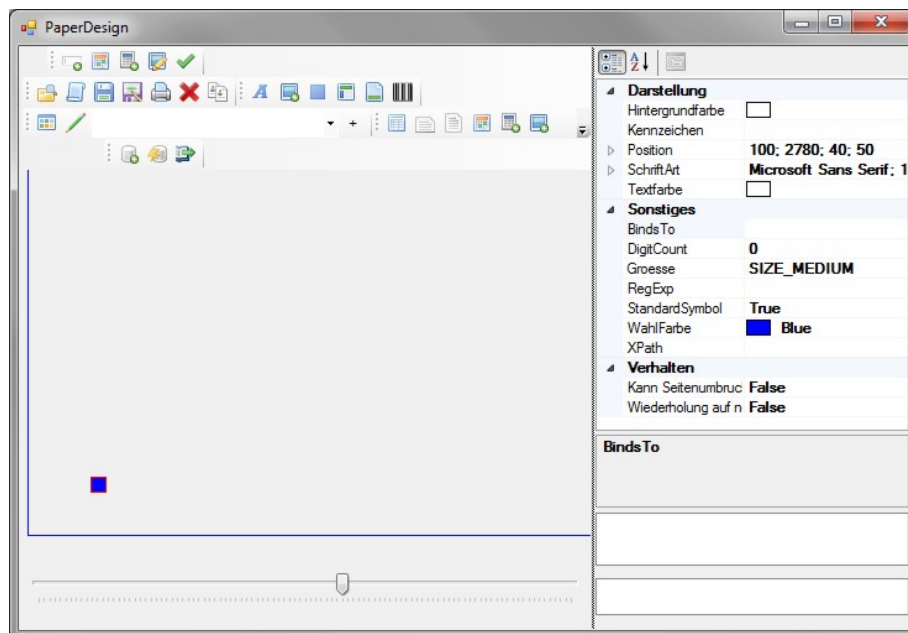 PaperDesign
Darstellung
Hintergrundfarbe
Kennzeichen
Position 100; 2780; 40; 50
SchriftArt Microsoft Sans Serif; 1
Textfarbe
Sonstiges
BindsTo
DigitCount 0
Groesse SIZE_MEDIUM
RegExp
StandardSymbol True
WahlFarbe Blue
XPath
Verhalten
Kann Seitenumbruc False
Wiederholung auf n False
BindsTo